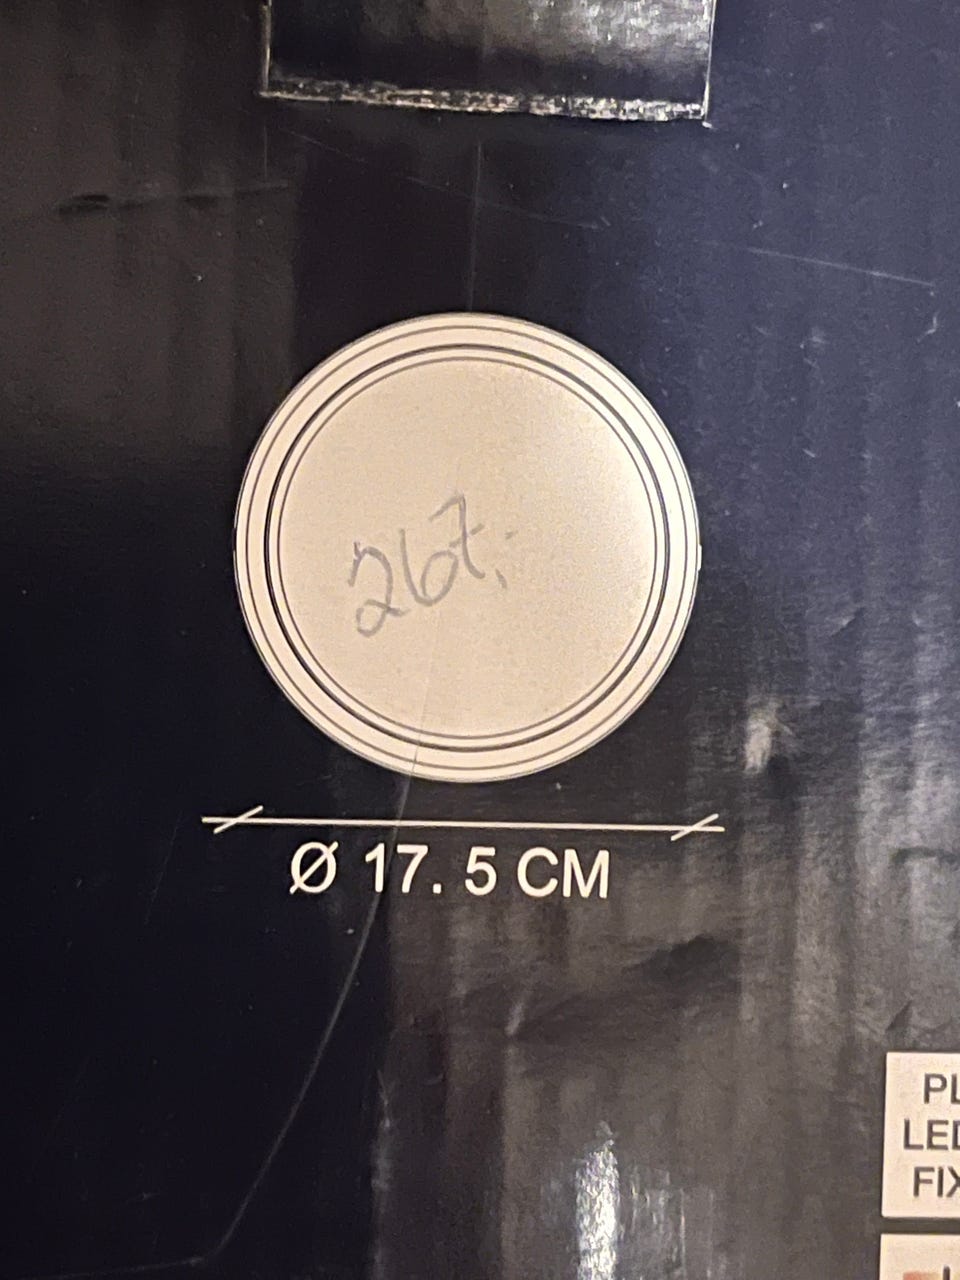 267.
Ø 17. 5 CM
PL
LED
FIX